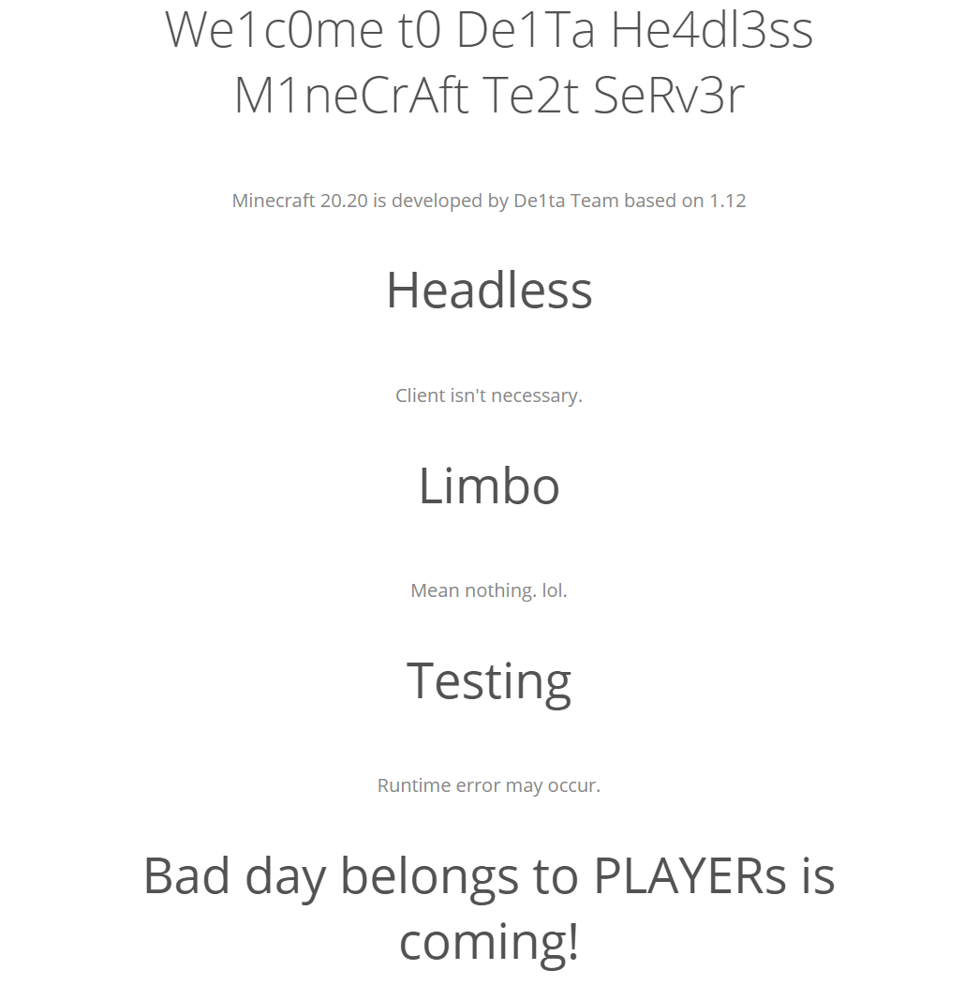 We1c0me t0 De1Ta He4dl3ss
M1neCrAft Te2t SeRv3r
Minecraft 20.20 is developed by De1ta Team based on 1.12
Headless
Client isn't necessary.
Limbo
Mean nothing. lol.
Testing
Runtime error may occur.
Bad day belongs to PLAYERs is
coming!